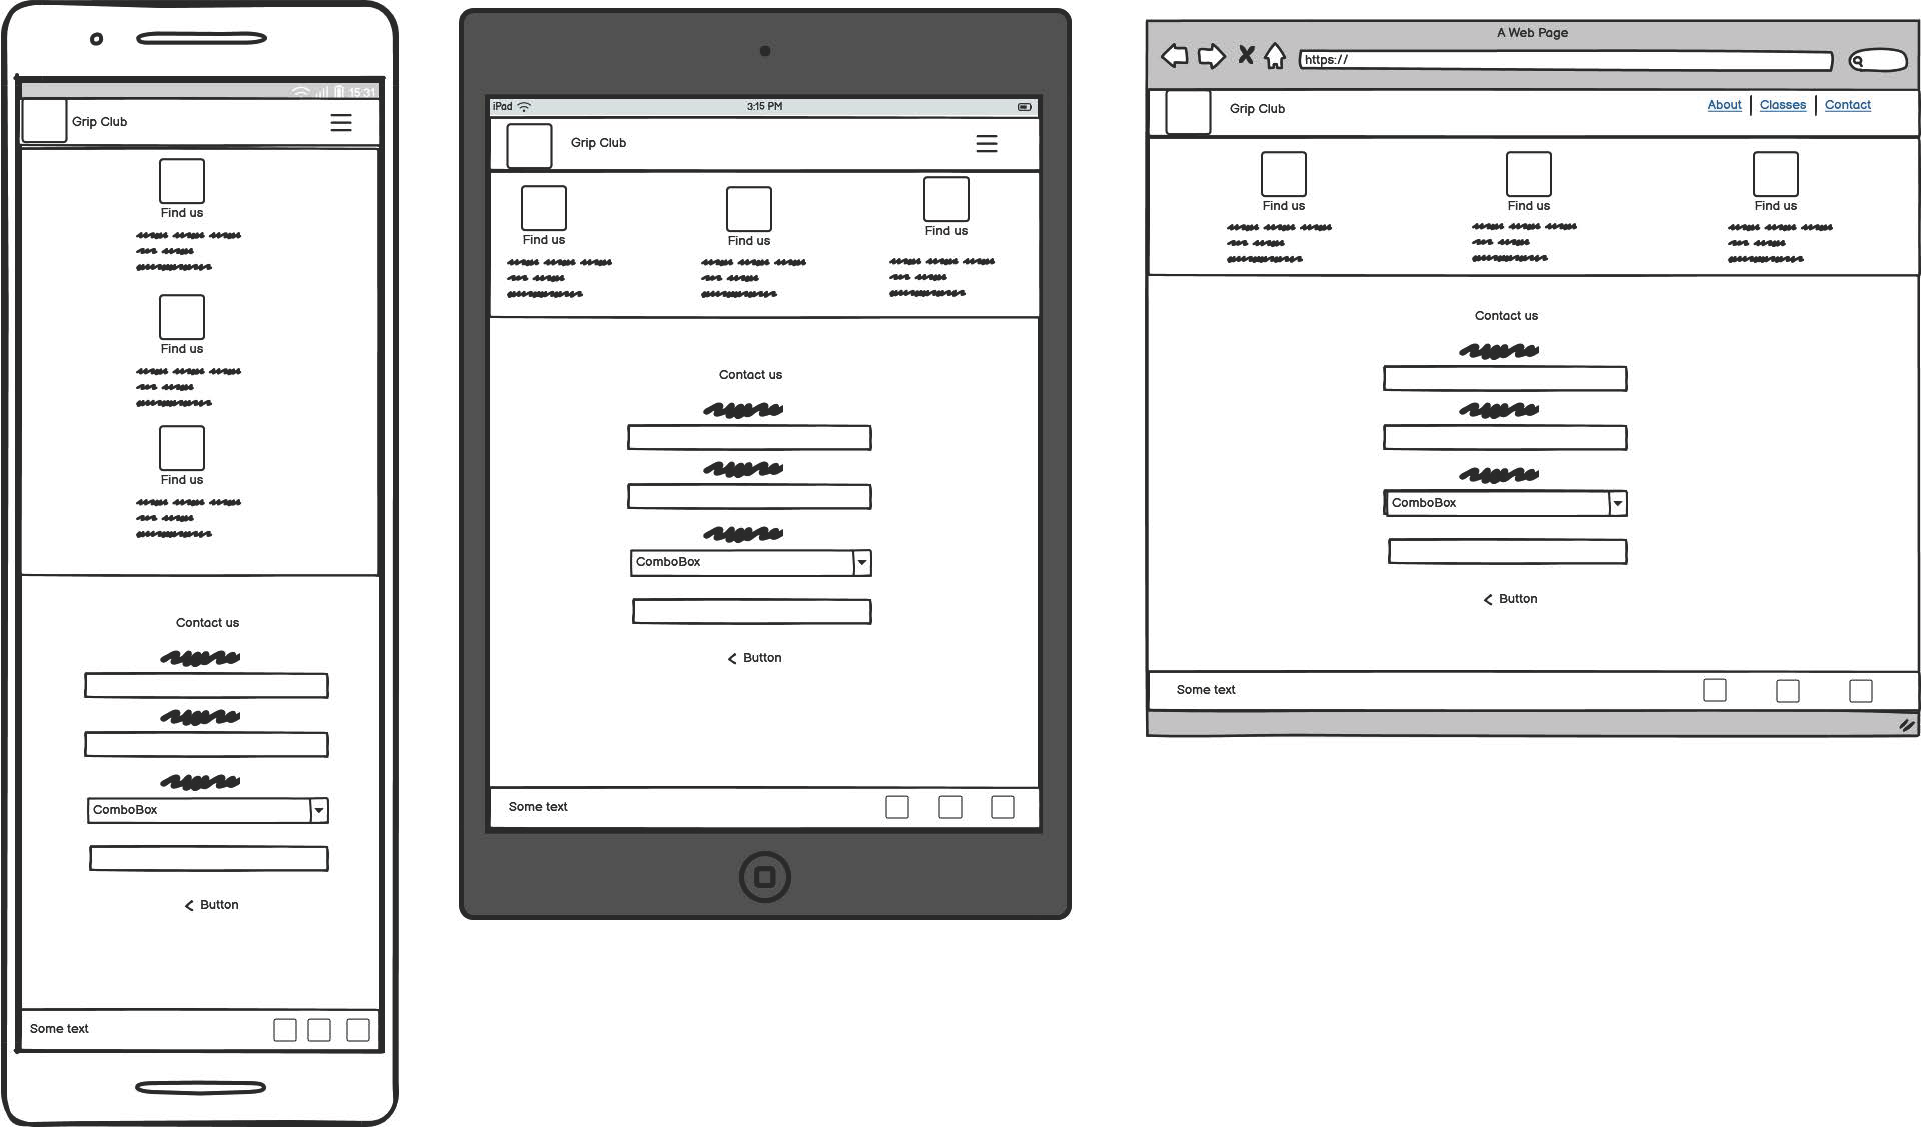 15:31
Grip Club
Find us
Find us
Find us
Contact us
ComboBox
Button
Some text
iPad 3:15 PM
Grip Club
Find us Find us Find us
Contact us
ComboBox
Button
Some text
A Web Page
https://
Grip Club About Classes Contact
Find us Find us Find us
Contact us
ComboBox
Button
Some text